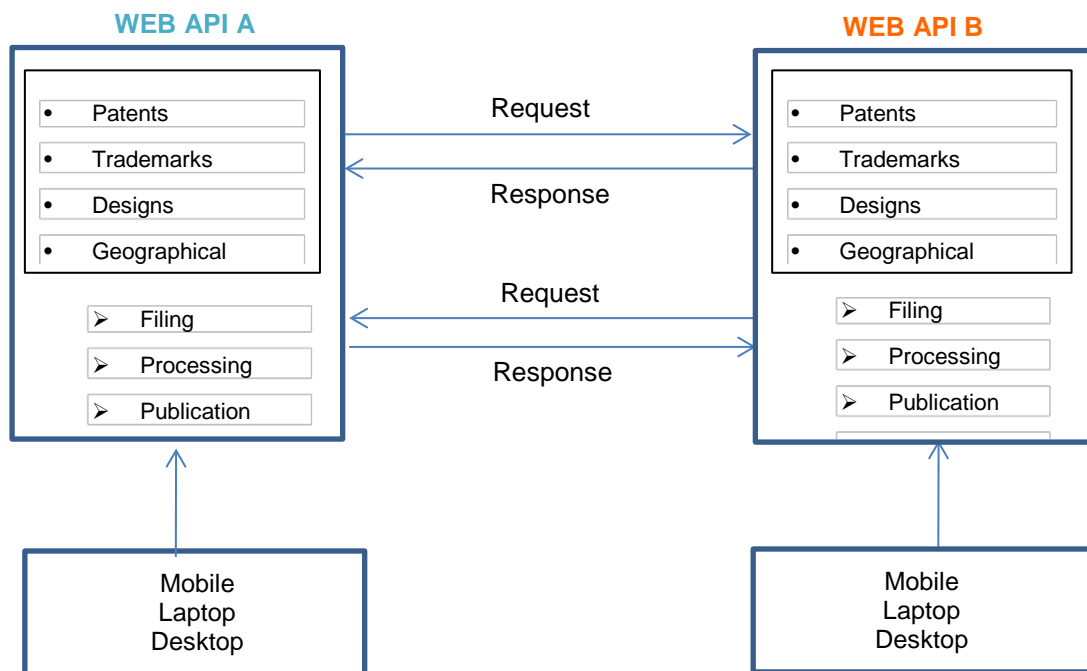 WEB API A
• Patents
• Trademarks
• Designs
• Geographical
➤ Filing
➤ Processing
➤ Publication
Request
Response
Request
Response
WEB API B
• Patents
• Trademarks
• Designs
• Geographical
➤ Filing
➤ Processing
➤ Publication
Mobile
Laptop
Desktop
Mobile
Laptop
Desktop